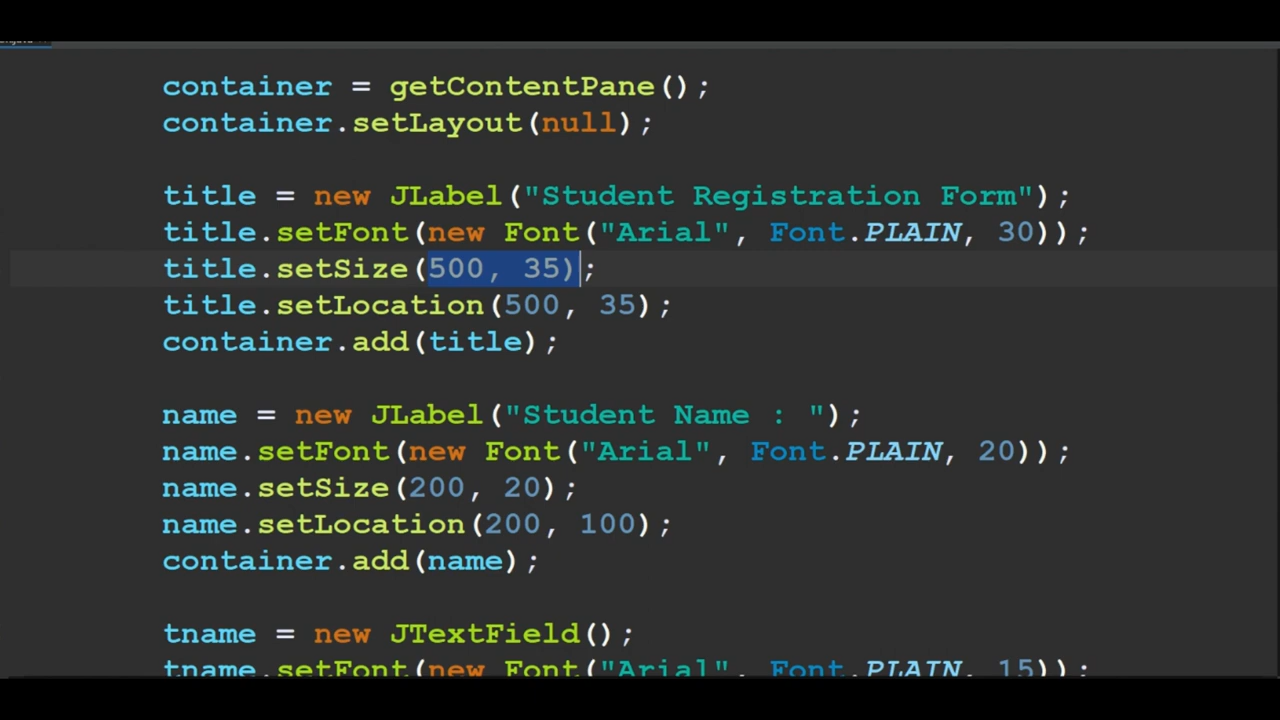 container = getContentPane();
container.setLayout(null);
title = new JLabel("Student Registration Form");
title.setFont(new Font("Arial", Font.PLAIN, 30));
title.setSize(500, 35);
title.setLocation(500, 35);
container.add(title);
name = new JLabel("Student Name : ");
name.setFont(new Font("Arial", Font.PLAIN, 20));
name.setSize(200, 20);
name.setLocation(200, 100);
container.add(name);
tname = new JTextField();
tname.setFont(new Font("Arial", Font.PLAIN, 15));